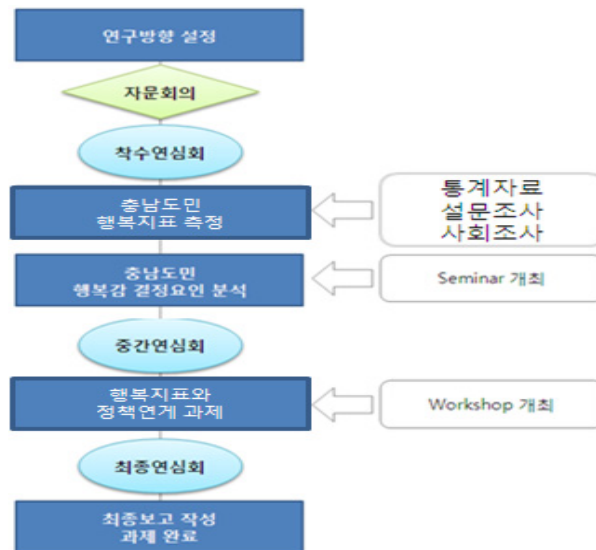 연구방향 설정
자문회의
착수연심회
충남도민
행복지표 측정
통계자료
설문조사
사회조사
충남도민
행복감 결정요인 분석
Seminar 개최
중간연심회
행복지표와
정책연게 과제
Workshop 개최
최종연심회
최종보고 작성
과제 완료